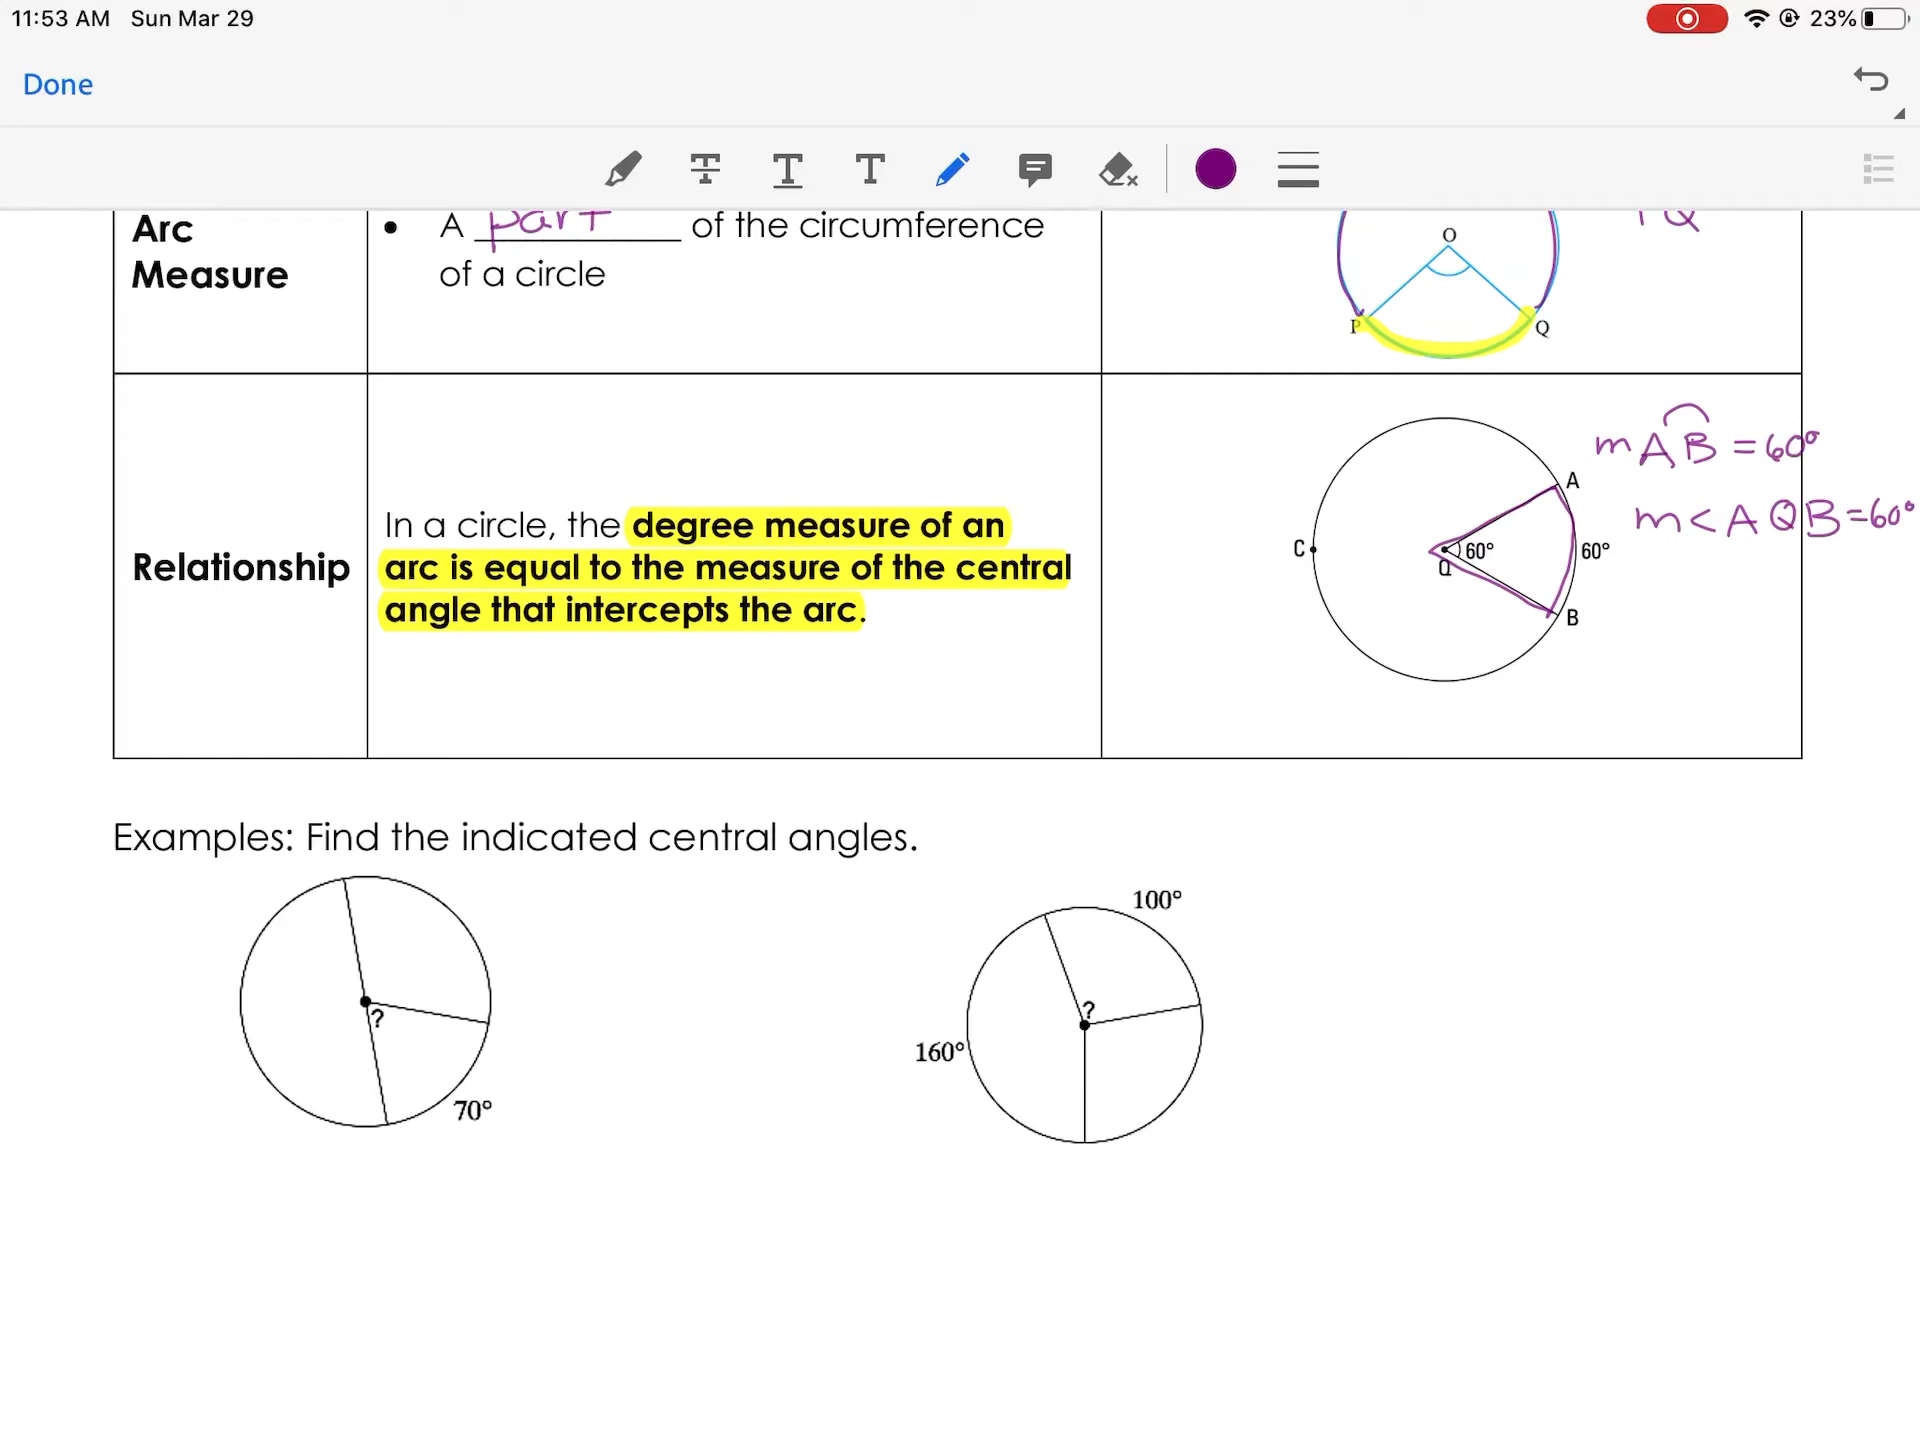 11:53 AM Sun Mar 29
23%
Done
T T T
Arc
Measure
• A part of the circumference
of a circle
O
P
Q
Relationship
In a circle, the degree measure of an
arc is equal to the measure of the central
angle that intercepts the arc.
mAB = 60°
A
m<AQB=60°
C
60°
60°
Q
B
Examples: Find the indicated central angles.
?
70°
100°
?
160°